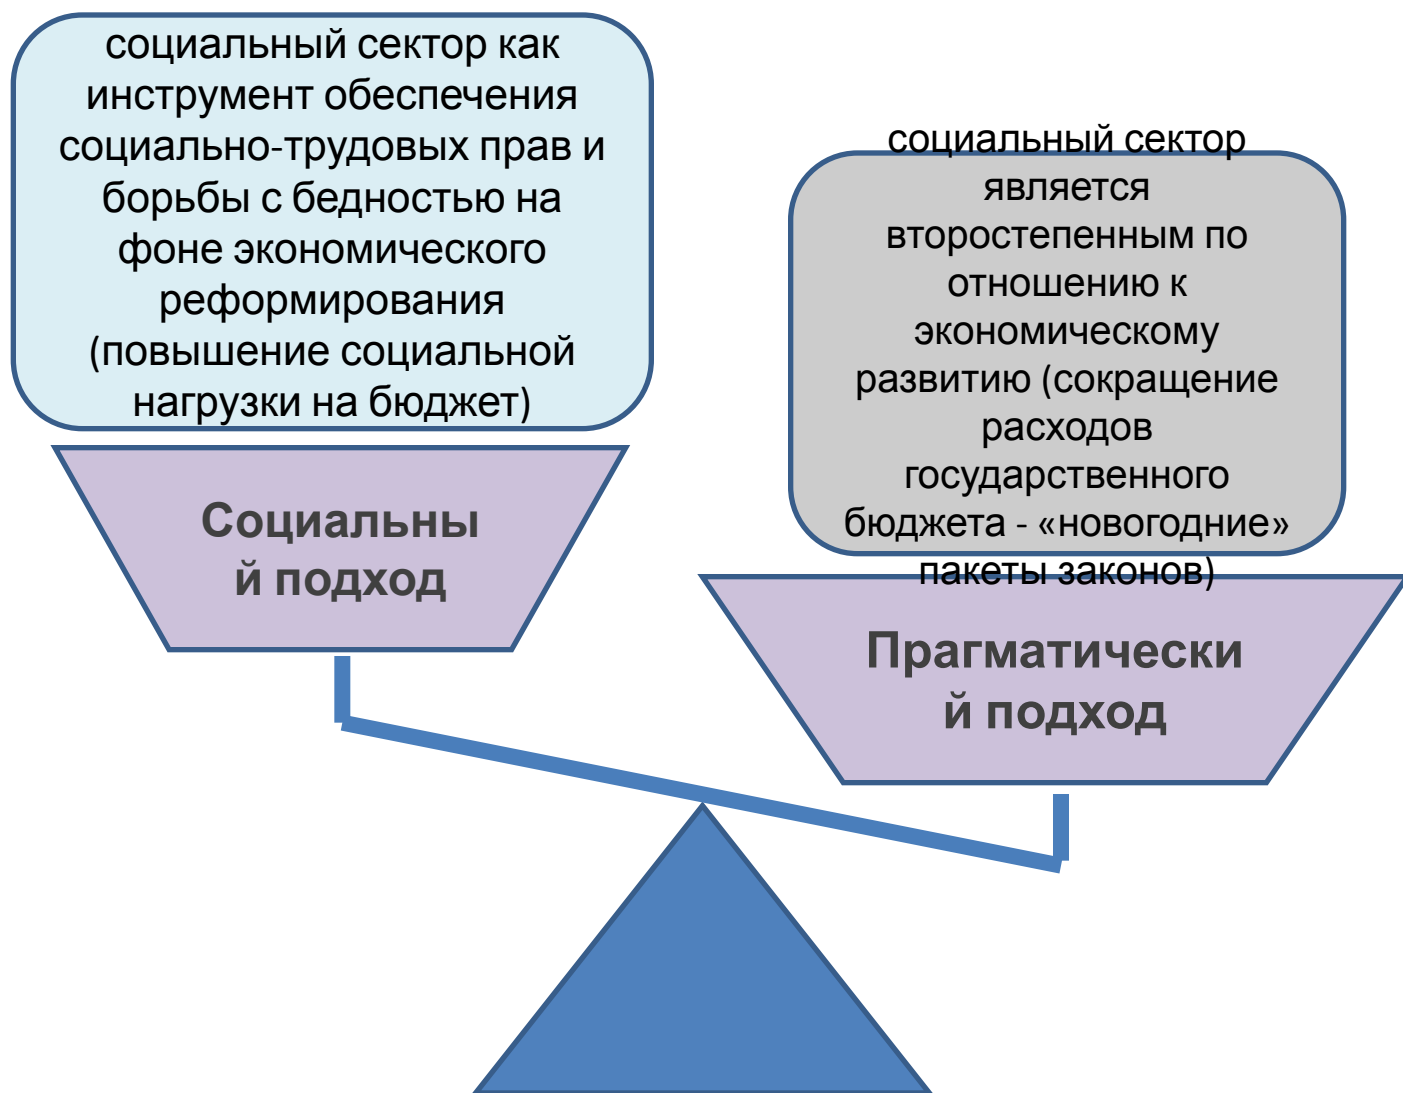 социальный сектор как
инструмент обеспечения
социально-трудовых прав и
борьбы с бедностью на
фоне экономического
реформирования
(повышение социальной
нагрузки на бюджет)
Социальны
й подход
социальный сектор
является
второстепенным по
отношению к
экономическому
развитию (сокращение
расходов
государственного
бюджета - «новогодние»
пакеты законов)
Прагматически
й подход